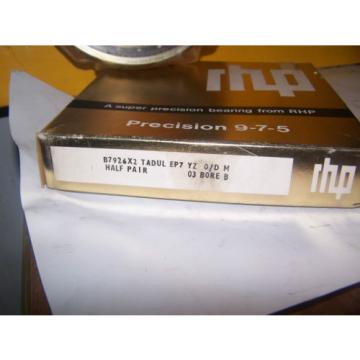 rhp
A super precision bearing from RHP
Precision 9-7-5
B7926X2 TADUL EP7 YZ O/D M
HALF PAIR 03 BORE B
rhp